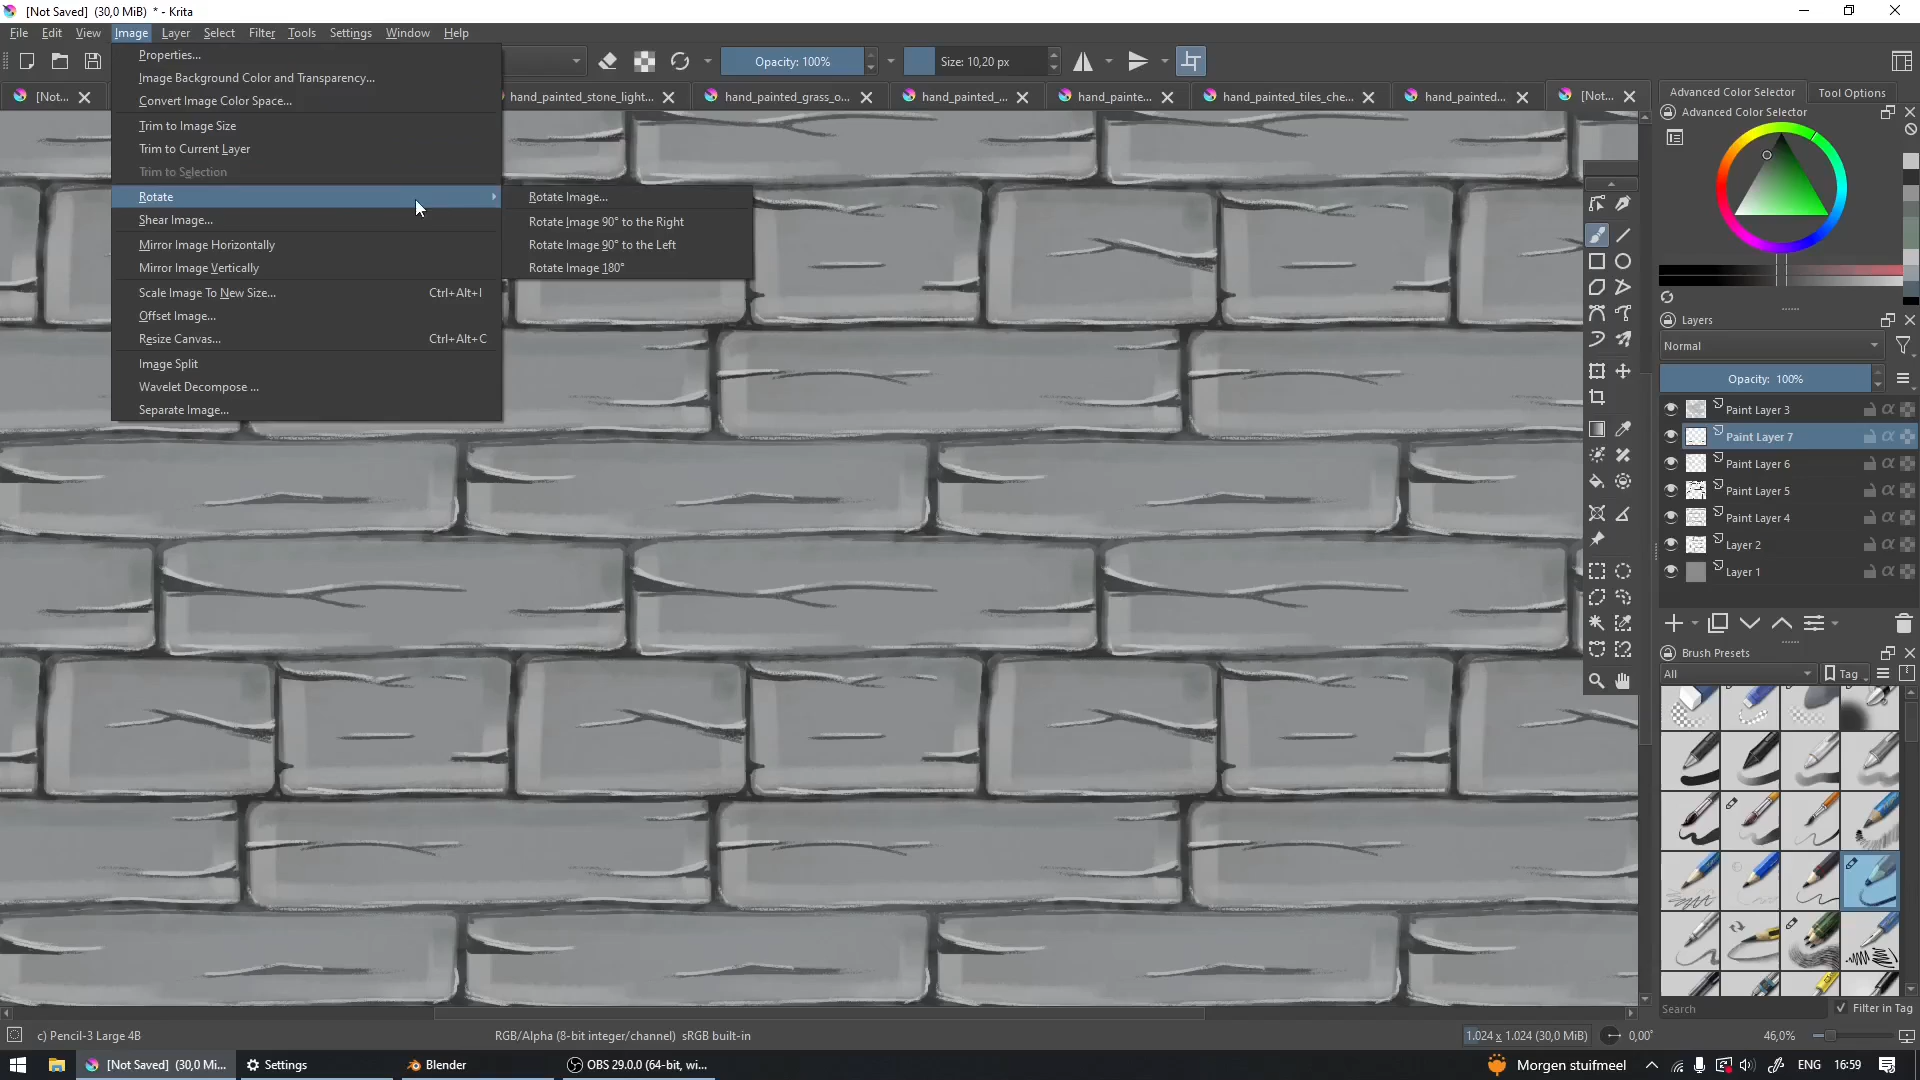 [Not Saved]  (30,0 MiB)  * - Krita
File Edit View Image Layer Select Filter Tools Settings Window Help
Opacity: 100%
Size: 10,20 px
[Not...
hand_painted_stone_light...
hand_painted_grass_o...
hand_painted_...
hand_painte...
hand_painted_tiles_che...
hand_painted...
[Not...
Properties...
Image Background Color and Transparency...
Convert Image Color Space...
Trim to Image Size
Trim to Current Layer
Trim to Selection
Rotate
Shear Image...
Mirror Image Horizontally
Mirror Image Vertically
Scale Image To New Size... Ctrl+Alt+I
Offset Image...
Resize Canvas... Ctrl+Alt+C
Image Split
Wavelet Decompose ...
Separate Image...
Rotate Image...
Rotate Image 90° to the Right
Rotate Image 90° to the Left
Rotate Image 180°
Advanced Color Selector
Tool Options
Advanced Color Selector
Layers
Normal
Opacity: 100%
Paint Layer 3
Paint Layer 7
Paint Layer 6
Paint Layer 5
Paint Layer 4
Layer 2
Layer 1
Brush Presets
All
Tag
Search
Filter in Tag
c) Pencil-3 Large 4B
RGB/Alpha (8-bit integer/channel)  sRGB built-in
1.024 x 1.024 (30,0 MiB)
0,00°
46,0%
[Not Saved]  (30,0 Mi...
Settings
Blender
OBS 29.0.0 (64-bit, wi...
Morgen stuifmeel
ENG
16:59